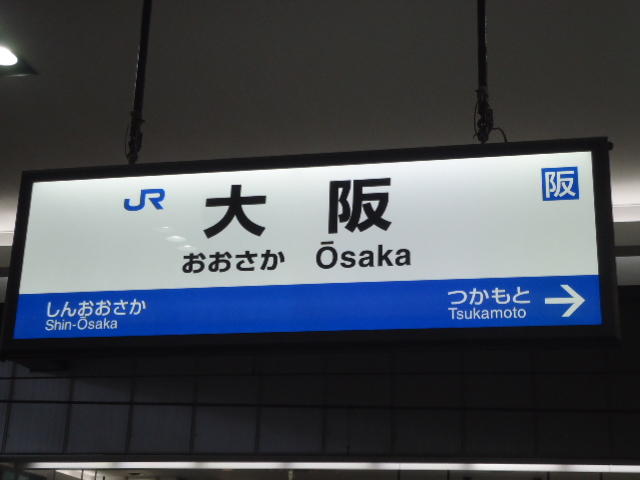 JR 大阪 阪
おおさか Ōsaka
しんおおさか つかもと →
Shin-Ōsaka Tsukamoto